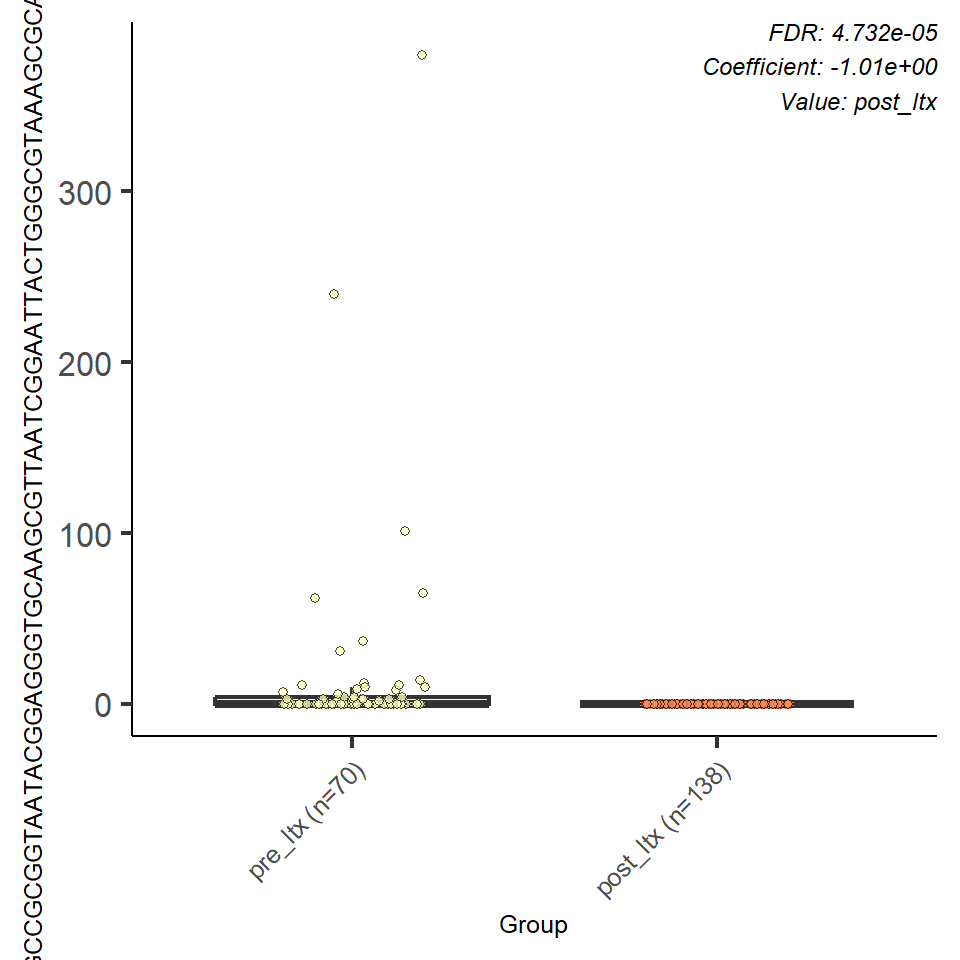 FDR: 4.732e-05
Coefficient: -1.01e+00
Value: post_ltx
GCCGCGGTAATACGGAGGGTGCAAGCGTTAATCGGAATTACTGGGCGTAAAGCGCA
300
200
100
0
pre_ltx (n=70)
post_ltx (n=138)
Group